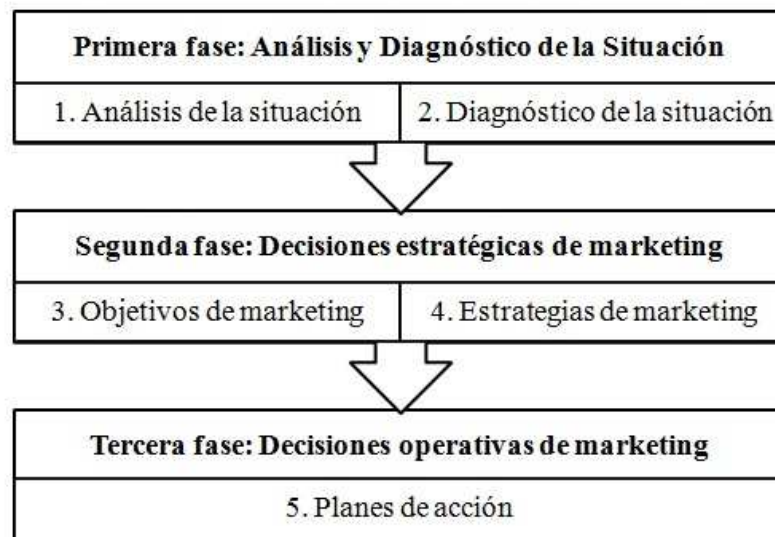 Primera fase: Análisis y Diagnóstico de la Situación
1. Análisis de la situación
2. Diagnóstico de la situación
Segunda fase: Decisiones estratégicas de marketing
3. Objetivos de marketing
4. Estrategias de marketing
Tercera fase: Decisiones operativas de marketing
5. Planes de acción